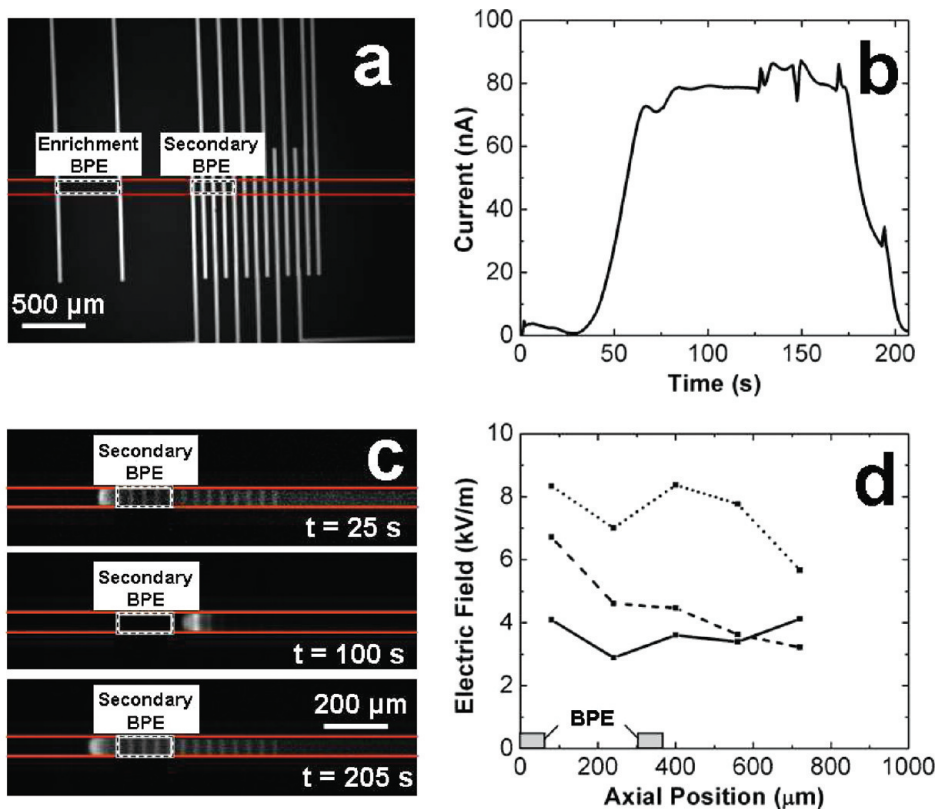 a
Enrichment
BPE
Secondary
BPE
500 µm
b
Current (nA)
100
80
60
40
20
0
0
50
100
150
200
Time (s)
c
Secondary
BPE
t = 25 s
Secondary
BPE
t = 100 s
Secondary
BPE
200 µm
t = 205 s
d
Electric Field (kV/m)
10
8
6
4
2
0
BPE
0
200
400
600
800
1000
Axial Position (µm)